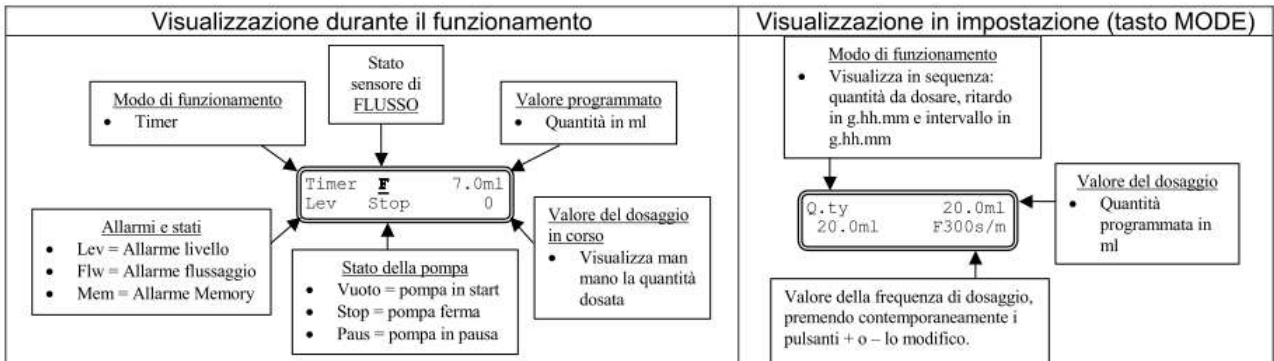 Visualizzazione durante il funzionamento
Stato
sensore di
FLUSSO
Modo di funzionamento
• Timer
Valore programmato
• Quantità in ml
Timer F 7.0ml
Lev Stop 0
Allarmi e stati
• Lev = Allarme livello
• Flw = Allarme flussaggio
• Mem = Allarme Memory
Stato della pompa
• Vuoto = pompa in start
• Stop = pompa ferma
• Paus = pompa in pausa
Valore del dosaggio
in corso
• Visualizza man
mano la quantità
dosata
Visualizzazione in impostazione (tasto MODE)
Modo di funzionamento
• Visualizza in sequenza:
quantità da dosare, ritardo
in g.hh.mm e intervallo in
g.hh.mm
Q.ty 20.0ml
20.0ml F300s/m
Valore del dosaggio
• Quantità
programmata in
ml
Valore della frequenza di dosaggio,
premendo contemporaneamente i
pulsanti + o – lo modifico.